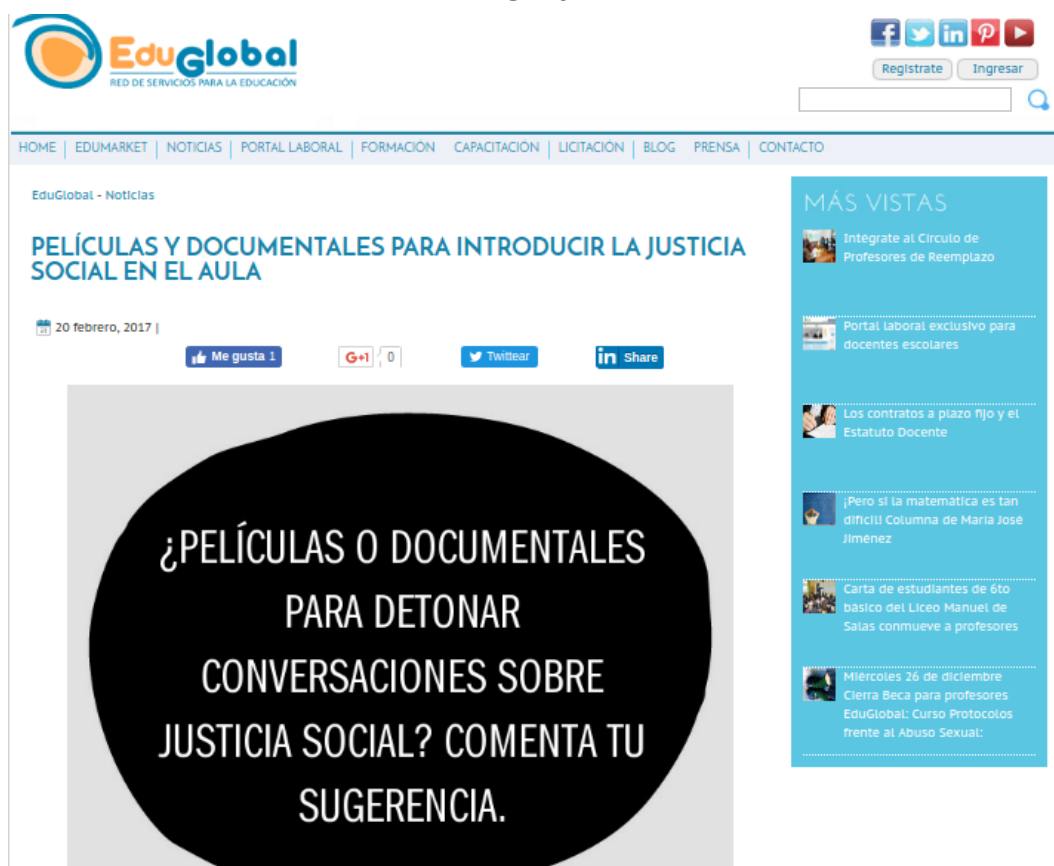 EduGlobal
RED DE SERVICIOS PARA LA EDUCACIÓN
Registrate
Ingresar
HOME | EDUMARKET | NOTICIAS | PORTAL LABORAL | FORMACIÓN CAPACITACIÓN | LICITACIÓN | BLOG PRENSA | CONTACTO
EduGlobal - Noticias
PELÍCULAS Y DOCUMENTALES PARA INTRODUCIR LA JUSTICIA
SOCIAL EN EL AULA
20 febrero, 2017 |
Me gusta 1
G+1 0
Twittear
in Share
¿PELÍCULAS O DOCUMENTALES
PARA DETONAR
CONVERSACIONES SOBRE
JUSTICIA SOCIAL? COMENTA TU
SUGERENCIA.
MÁS VISTAS
Intégrate al Círculo de
Profesores de Reemplazo
Portal laboral exclusivo para
docentes escolares
Los contratos a plazo fijo y el
Estatuto Docente
¡Pero si la matemática es tan
difícil! Columna de María José
Jiménez
Carta de estudiantes de 6to
básico del Liceo Manuel de
Salas conmueve a profesores
Miércoles 26 de diciembre
Cierra Beca para profesores
EduGlobal: Curso Protocolos
frente al Abuso Sexual: